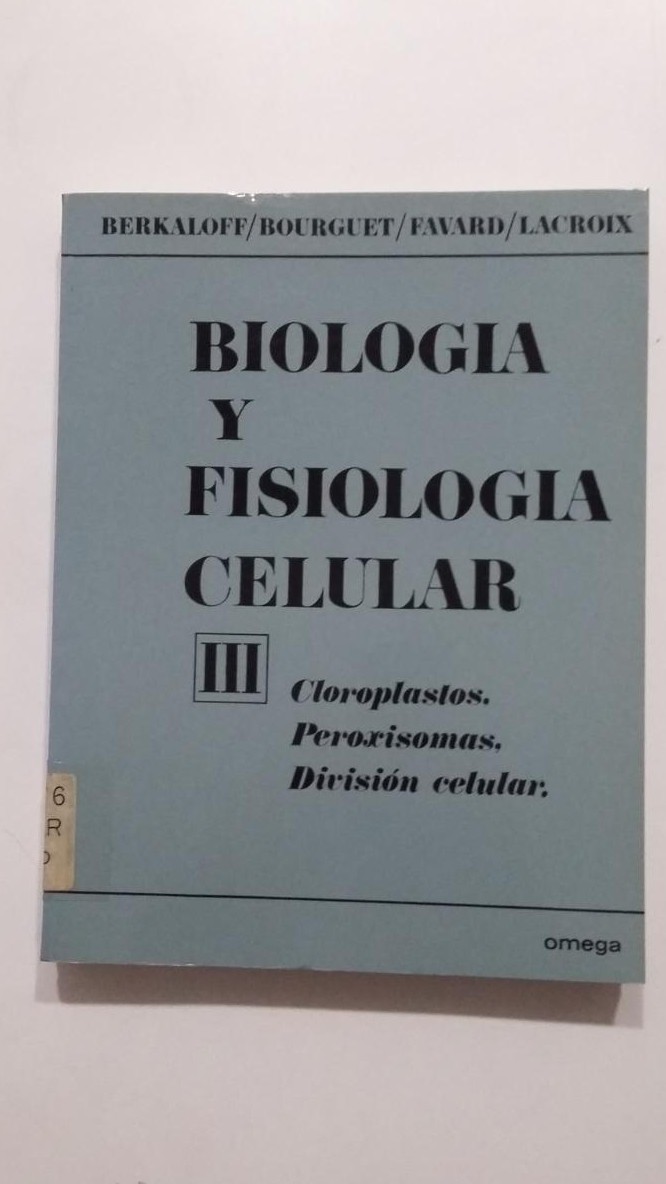 BERKALOFF/BOURGUET/FAVARD/LACROIX
BIOLOGIA
Y
FISIOLOGIA
CELULAR
III
Cloroplastos.
Peroxisomas.
División celular.
6
R
omega